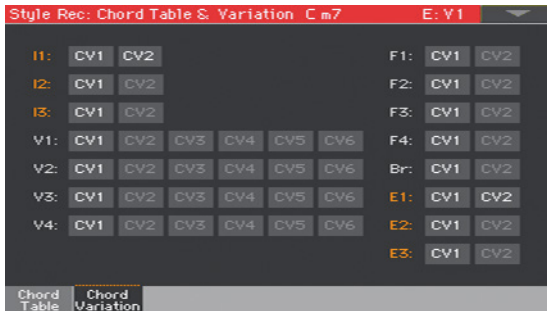 Style Rec: Chord Table & Variation C m7 E: V1
I1: CV1 CV2 F1: CV1 CV2
I2: CV1 CV2 F2: CV1 CV2
I3: CV1 CV2 F3: CV1 CV2
V1: CV1 CV2 CV3 CV4 CV5 CV6 F4: CV1 CV2
V2: CV1 CV2 CV3 CV4 CV5 CV6 Br: CV1 CV2
V3: CV1 CV2 CV3 CV4 CV5 CV6 E1: CV1 CV2
V4: CV1 CV2 CV3 CV4 CV5 CV6 E2: CV1 CV2
E3: CV1 CV2
Chord Table Chord Variation